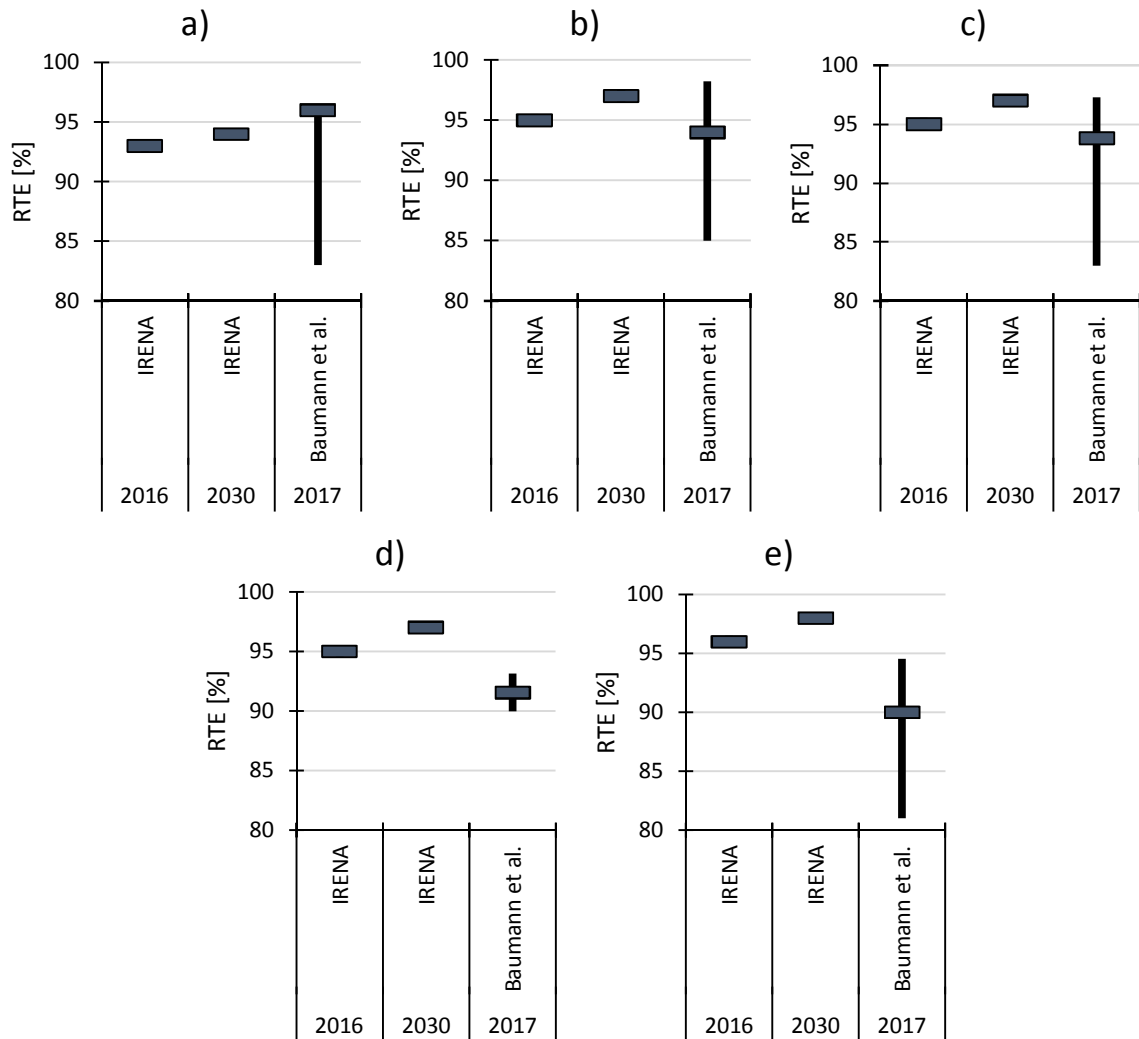 a)
100
95
90
85
80
RTE [%]
IRENA
IRENA
Baumann et al.
2016
2030
2017
b)
100
95
90
85
80
RTE [%]
IRENA
IRENA
Baumann et al.
2016
2030
2017
c)
100
95
90
85
80
RTE [%]
IRENA
IRENA
Baumann et al.
2016
2030
2017
d)
100
95
90
85
80
RTE [%]
IRENA
IRENA
Baumann et al.
2016
2030
2017
e)
100
95
90
85
80
RTE [%]
IRENA
IRENA
Baumann et al.
2016
2030
2017